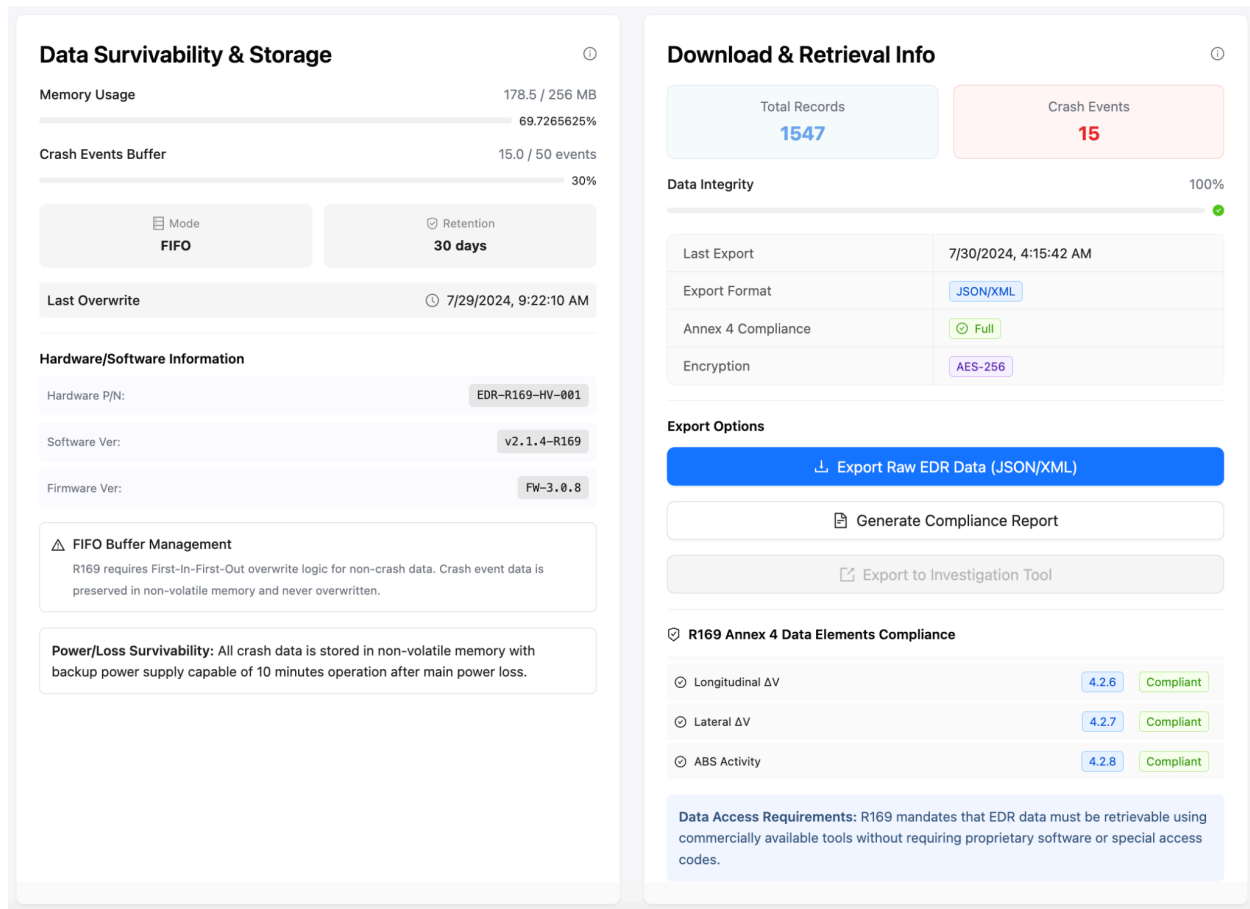 Data Survivability & Storage
Memory Usage 178.5 / 256 MB
69.7265625%
Crash Events Buffer 15.0 / 50 events
30%
Mode
FIFO
Retention
30 days
Last Overwrite 7/29/2024, 9:22:10 AM
Hardware/Software Information
Hardware P/N: EDR-R169-HV-001
Software Ver: v2.1.4-R169
Firmware Ver: FW-3.0.8
FIFO Buffer Management
R169 requires First-In-First-Out overwrite logic for non-crash data. Crash event data is
preserved in non-volatile memory and never overwritten.
Power/Loss Survivability: All crash data is stored in non-volatile memory with
backup power supply capable of 10 minutes operation after main power loss.
Download & Retrieval Info
Total Records
1547
Crash Events
15
Data Integrity 100%
Last Export 7/30/2024, 4:15:42 AM
Export Format JSON/XML
Annex 4 Compliance Full
Encryption AES-256
Export Options
Export Raw EDR Data (JSON/XML)
Generate Compliance Report
Export to Investigation Tool
R169 Annex 4 Data Elements Compliance
Longitudinal ΔV 4.2.6 Compliant
Lateral ΔV 4.2.7 Compliant
ABS Activity 4.2.8 Compliant
Data Access Requirements: R169 mandates that EDR data must be retrievable using
commercially available tools without requiring proprietary software or special access
codes.